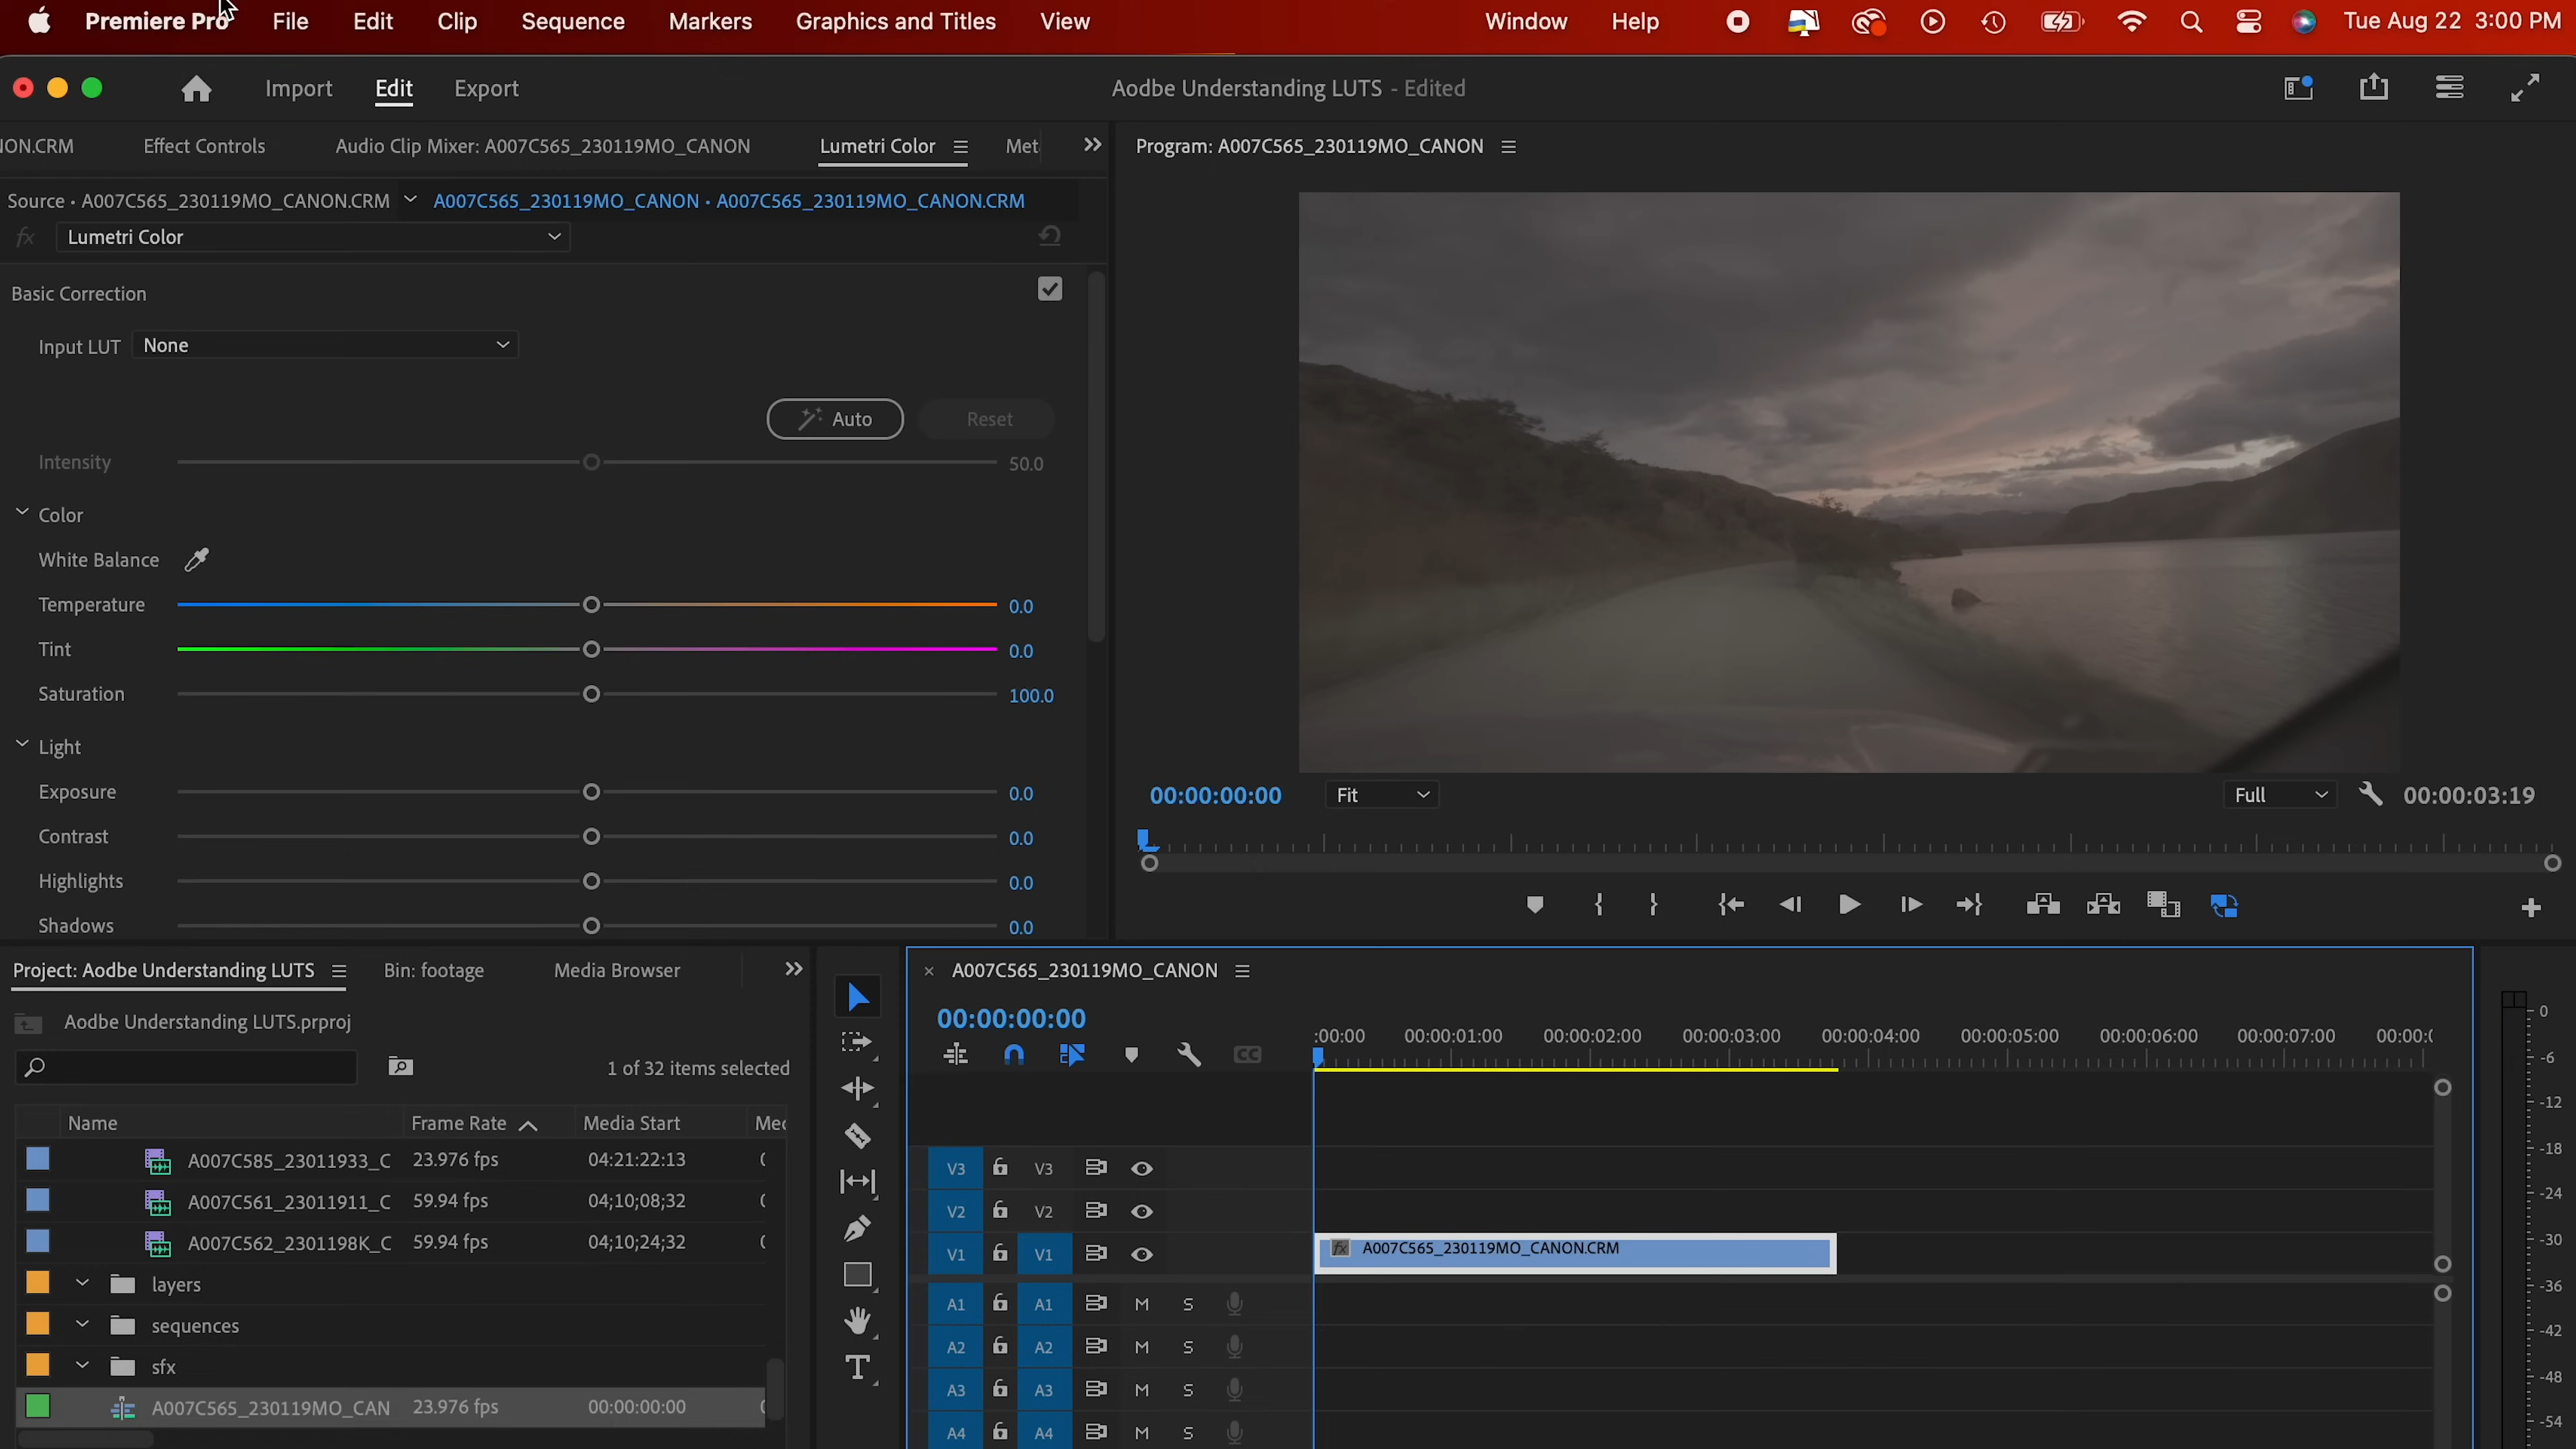 Premiere Pro File Edit Clip Sequence Markers Graphics and Titles View Window Help Tue Aug 22 3:00 PM
Import Edit Export Aodbe Understanding LUTS - Edited
ION.CRM Effect Controls Audio Clip Mixer: A007C565_230119MO_CANON Lumetri Color Met
Program: A007C565_230119MO_CANON
Source • A007C565_230119MO_CANON.CRM A007C565_230119MO_CANON • A007C565_230119MO_CANON.CRM
fx Lumetri Color
Basic Correction
Input LUT None
Auto Reset
Intensity 50.0
Color
White Balance
Temperature 0.0
Tint 0.0
Saturation 100.0
Light
Exposure 0.0
Contrast 0.0
Highlights 0.0
Shadows 0.0
00:00:00:00 Fit Full 00:00:03:19
Project: Aodbe Understanding LUTS Bin: footage Media Browser
Aodbe Understanding LUTS.prproj
1 of 32 items selected
Name Frame Rate Media Start Mec
A007C585_23011933_C 23.976 fps 04:21:22:13
A007C561_23011911_C 59.94 fps 04;10;08;32
A007C562_2301198K_C 59.94 fps 04;10;24;32
layers
sequences
sfx
A007C565_230119MO_CAN 23.976 fps 00:00:00:00
T
× A007C565_230119MO_CANON
00:00:00:00
:00:00 00:00:01:00 00:00:02:00 00:00:03:00 00:00:04:00 00:00:05:00 00:00:06:00 00:00:07:00 00:00:
CC
V3 V3
V2 V2
V1 V1 fx A007C565_230119MO_CANON.CRM
A1 A1 M S
A2 A2 M S
A3 A3 M S
A4 A4 M S
0
-6
-12
-18
-24
-30
-36
-42
-48
-54